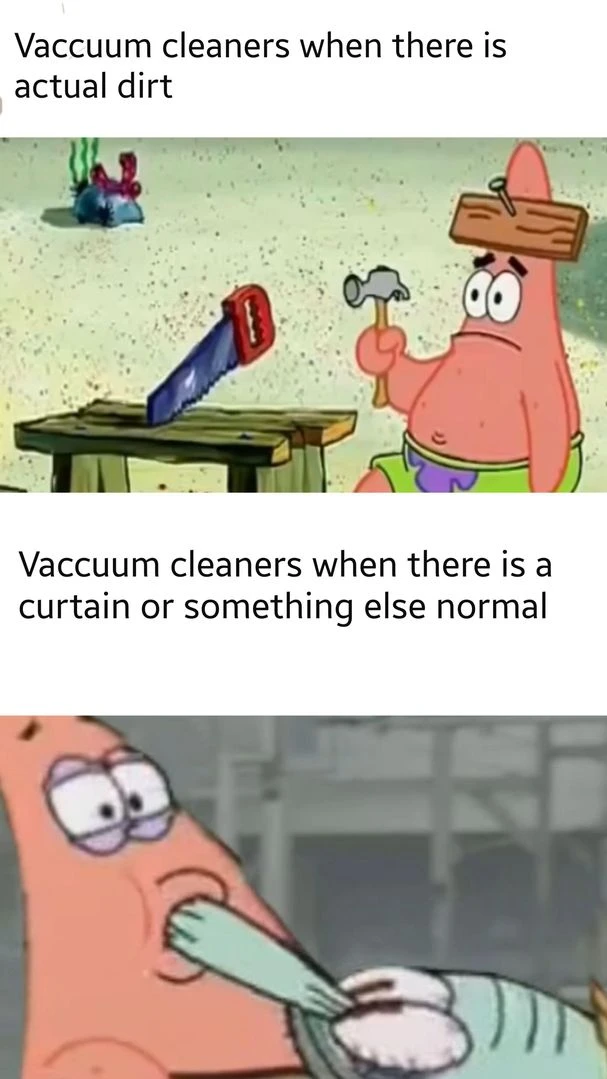 Vaccuum cleaners when there is
actual dirt
Vaccuum cleaners when there is a
curtain or something else normal